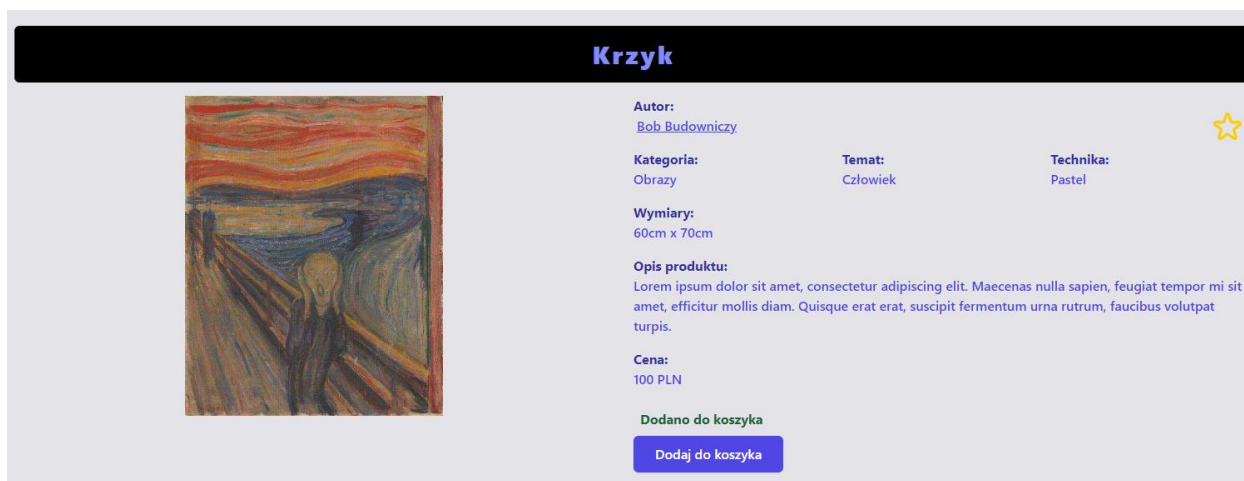 Krzyk
Autor:
Bob Budowniczy
Kategoria:
Obrazy
Temat:
Człowiek
Technika:
Pastel
Wymiary:
60cm x 70cm
Opis produktu:
Lorem ipsum dolor sit amet, consectetur adipiscing elit. Maecenas nulla sapien, feugiat tempor mi sit
amet, efficitur mollis diam. Quisque erat erat, suscipit fermentum urna rutrum, faucibus volutpat
turpis.
Cena:
100 PLN
Dodano do koszyka
Dodaj do koszyka